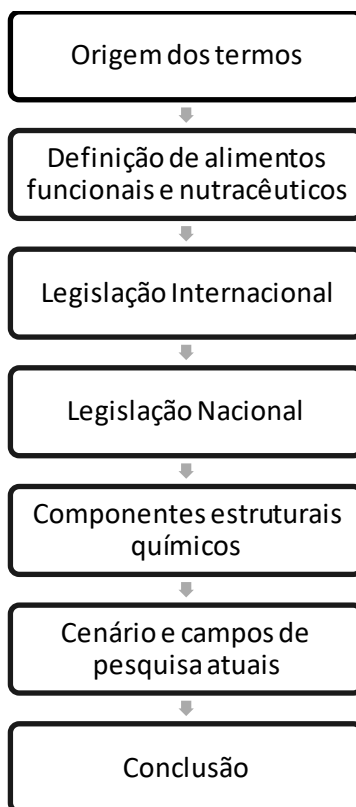 Origem dos termos
Definição de alimentos
funcionais e nutracêuticos
Legislação Internacional
Legislação Nacional
Componentes estruturais
químicos
Cenário e campos de
pesquisa atuais
Conclusão